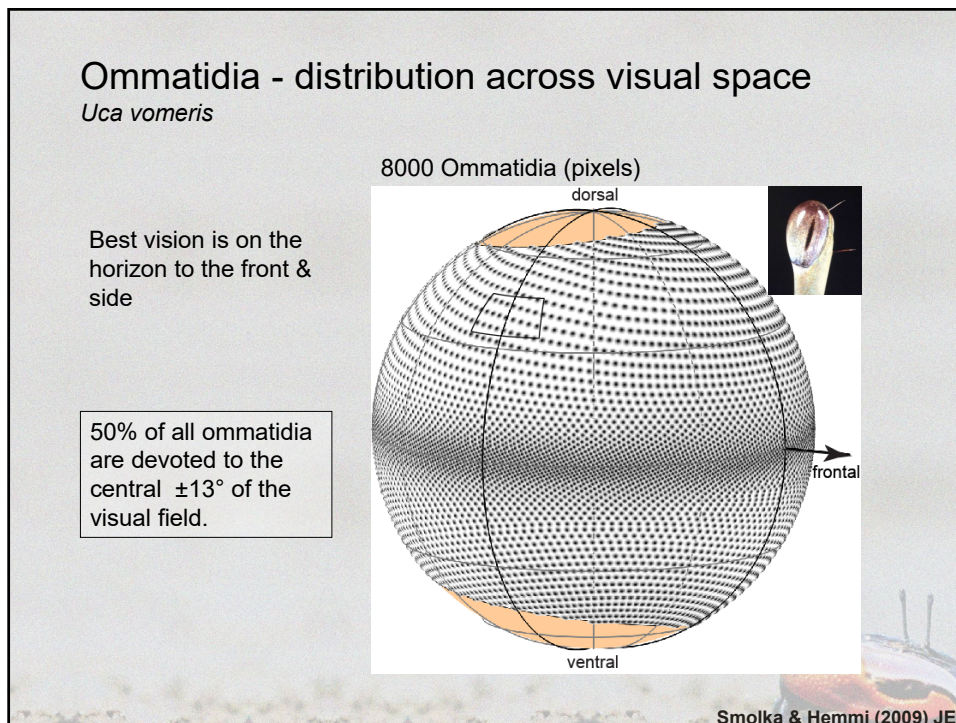 Ommatidia - distribution across visual space
Uca vomeris
8000 Ommatidia (pixels)
dorsal
Best vision is on the
horizon to the front &
side
50% of all ommatidia
are devoted to the
central ±13° of the
visual field.
frontal
ventral
Smolka & Hemmi (2009) JE